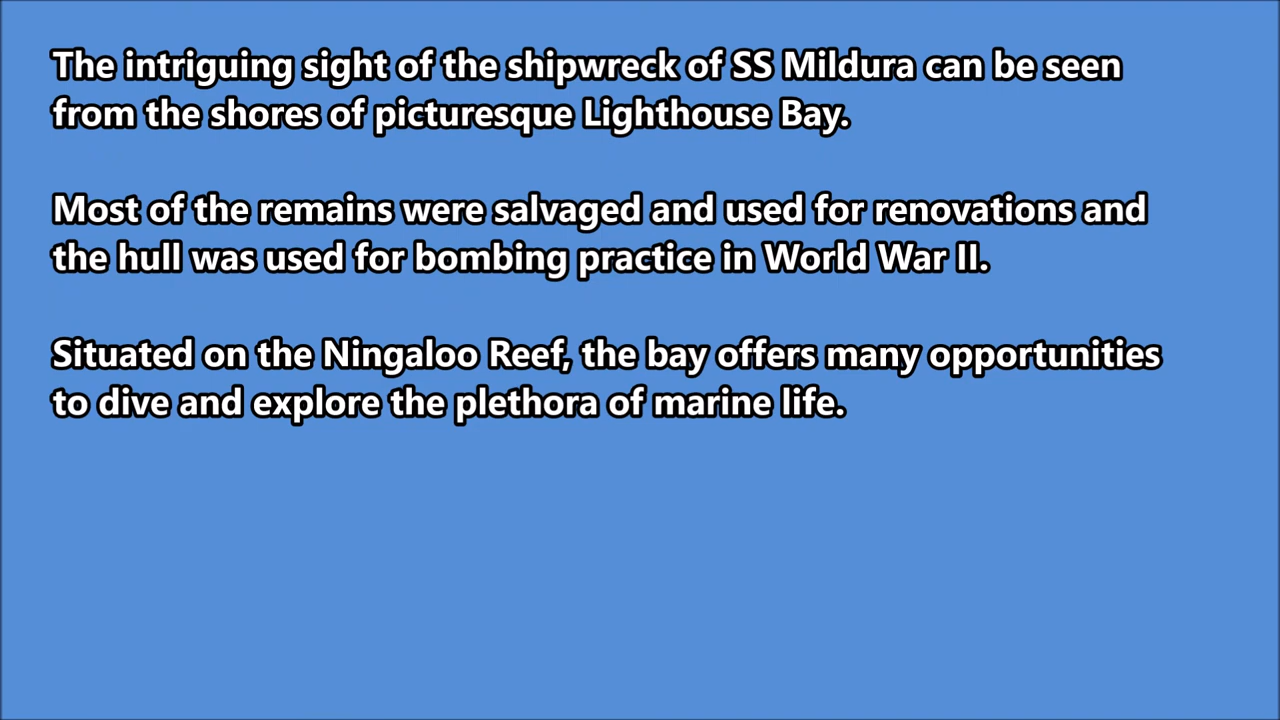 The intriguing sight of the shipwreck of SS Mildura can be seen
from the shores of picturesque Lighthouse Bay.
Most of the remains were salvaged and used for renovations and
the hull was used for bombing practice in World War II.
Situated on the Ningaloo Reef, the bay offers many opportunities
to dive and explore the plethora of marine life.